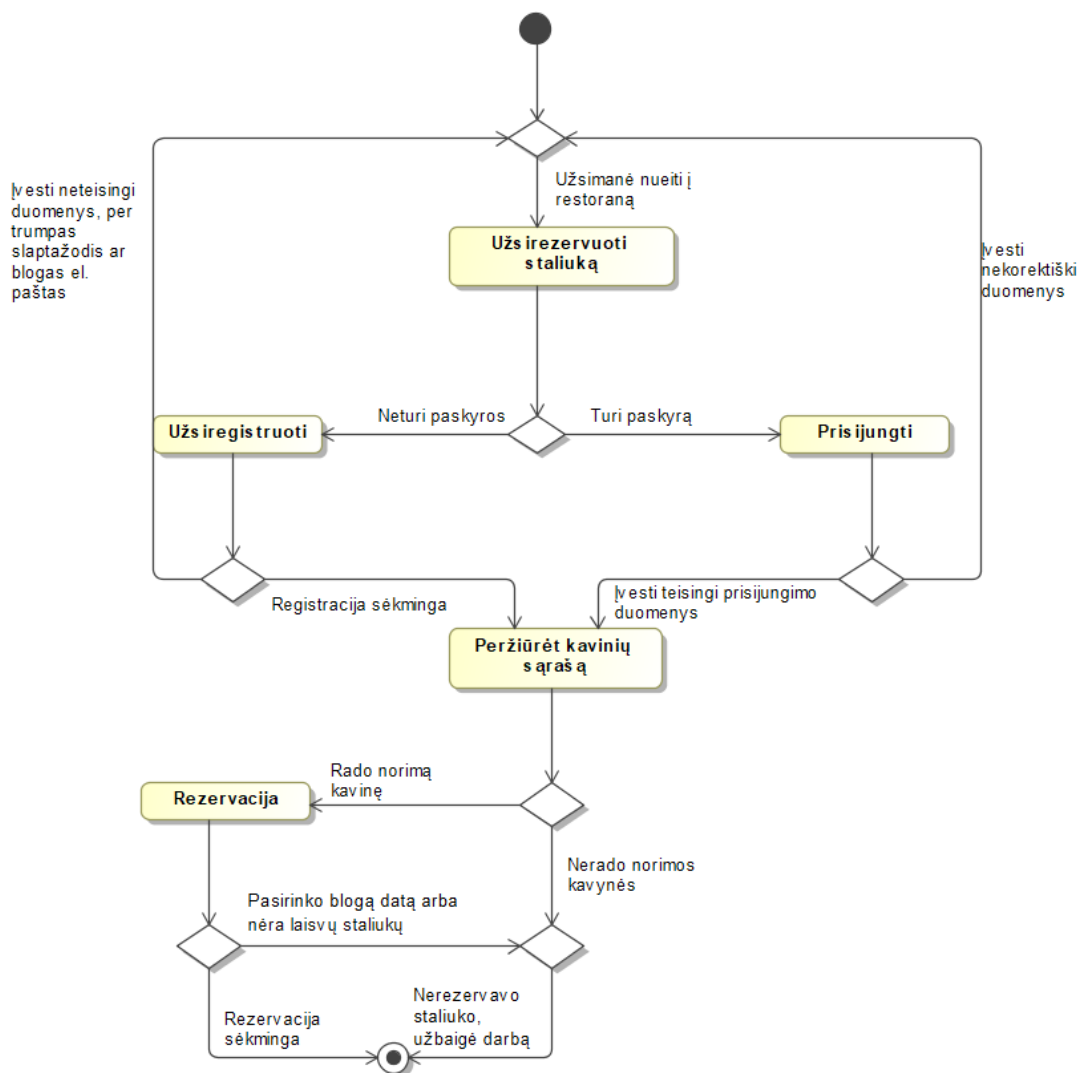 Užsimanė nueiti į
restoraną
Įvesti neteisingi
duomenys, per
trumpas
slaptažodis ar
blogas el.
paštas
Užsirezervuoti
staliuką
Įvesti
nekorektiški
duomenys
Neturi paskyros
Turi paskyrą
Užsiregistruoti
Prisijungti
Registracija sėkminga
Įvesti teisingi prisijungimo
duomenys
Peržiūrėt kavinių
sąrašą
Rado norimą
kavinę
Rezervacija
Nerado norimos
kavynės
Pasirinko blogą datą arba
nėra laisvų staliukų
Rezervacija
sėkminga
Nerezervavo
staliuko,
užbaigė darbą